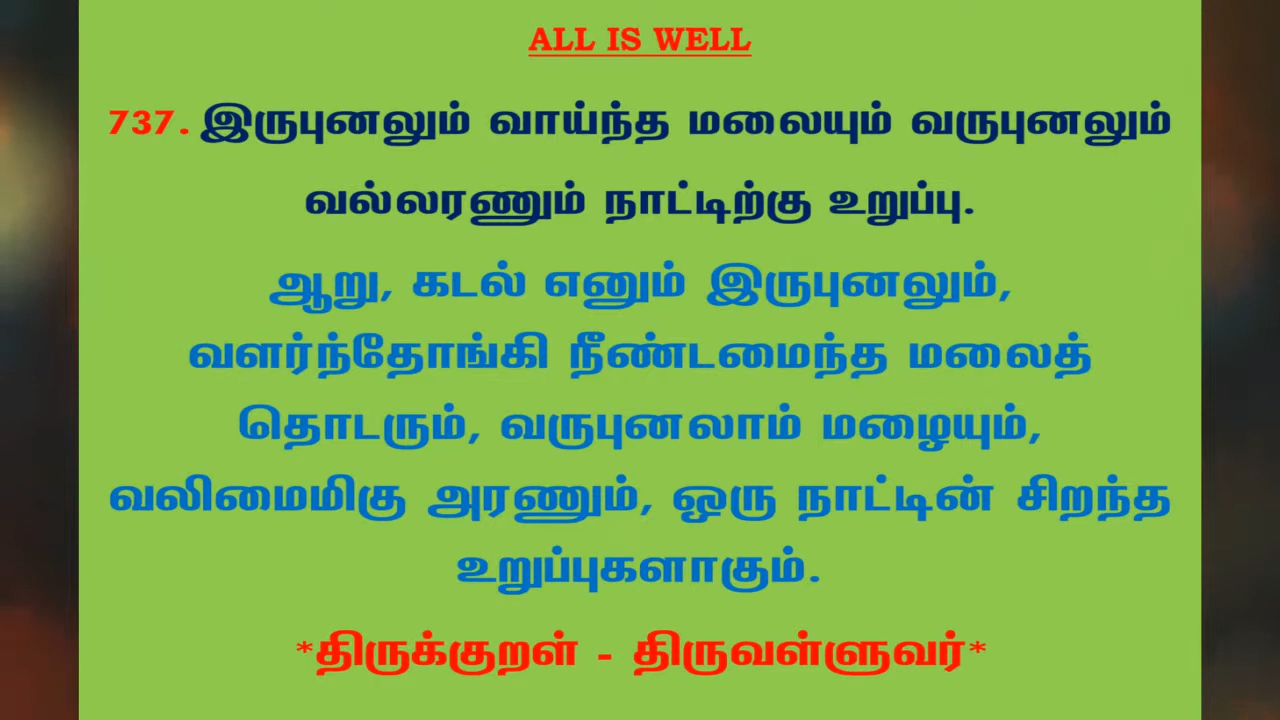 ALL IS WELL
737. இருபுனலும் வாய்ந்த மலையும் வருபுனலும்
வல்லரணும் நாட்டிற்கு உறுப்பு.
ஆறு, கடல் எனும் இருபுனலும்,
வளர்ந்தோங்கி நீண்டமைந்த மலைத்
தொடரும், வருபுனலாம் மழையும்,
வலிமைமிகு அரணும், ஒரு நாட்டின் சிறந்த
உறுப்புகளாகும்.
*திருக்குறள் - திருவள்ளுவர்*